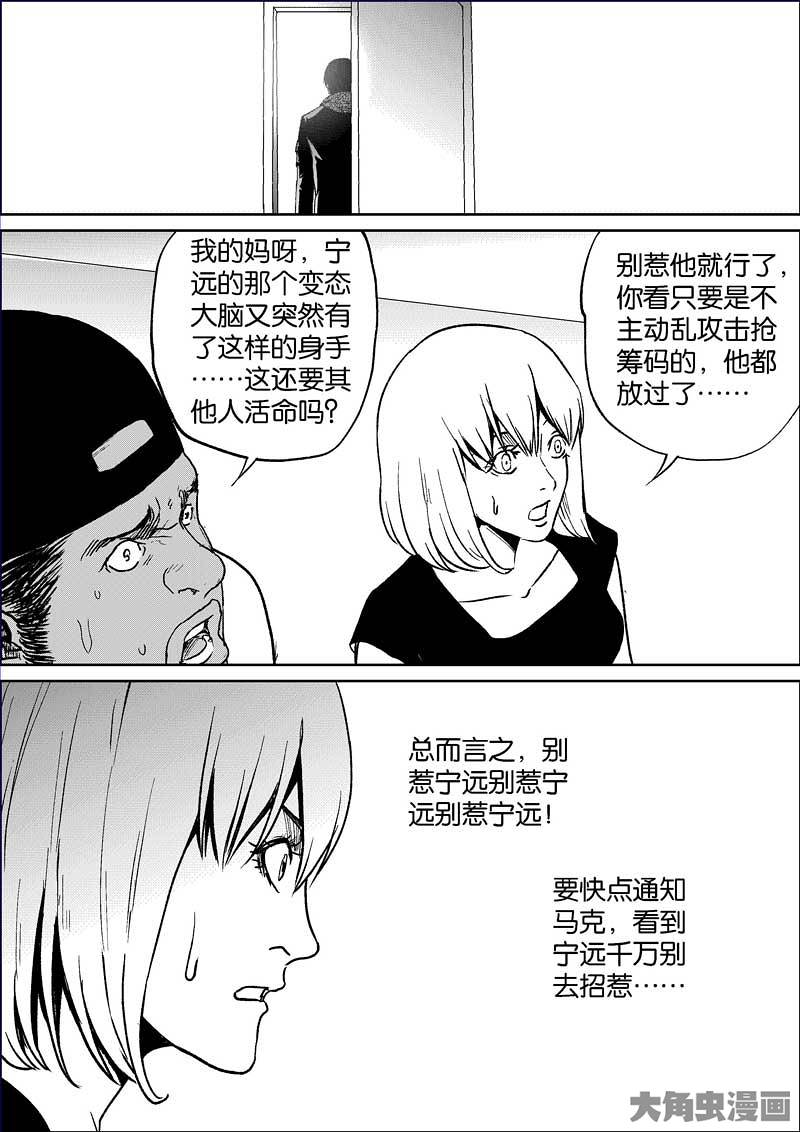 我的妈呀，宁
远的那个变态
大脑又突然有
了这样的身手
……这还要其
他人活命吗？
别惹他就行了，
你看只要是不
主动乱攻击抢
筹码的，他都
放过了……
总而言之，别
惹宁远别惹宁
远别惹宁远！
要快点通知
马克，看到
宁远千万别
去招惹……
大角虫漫画